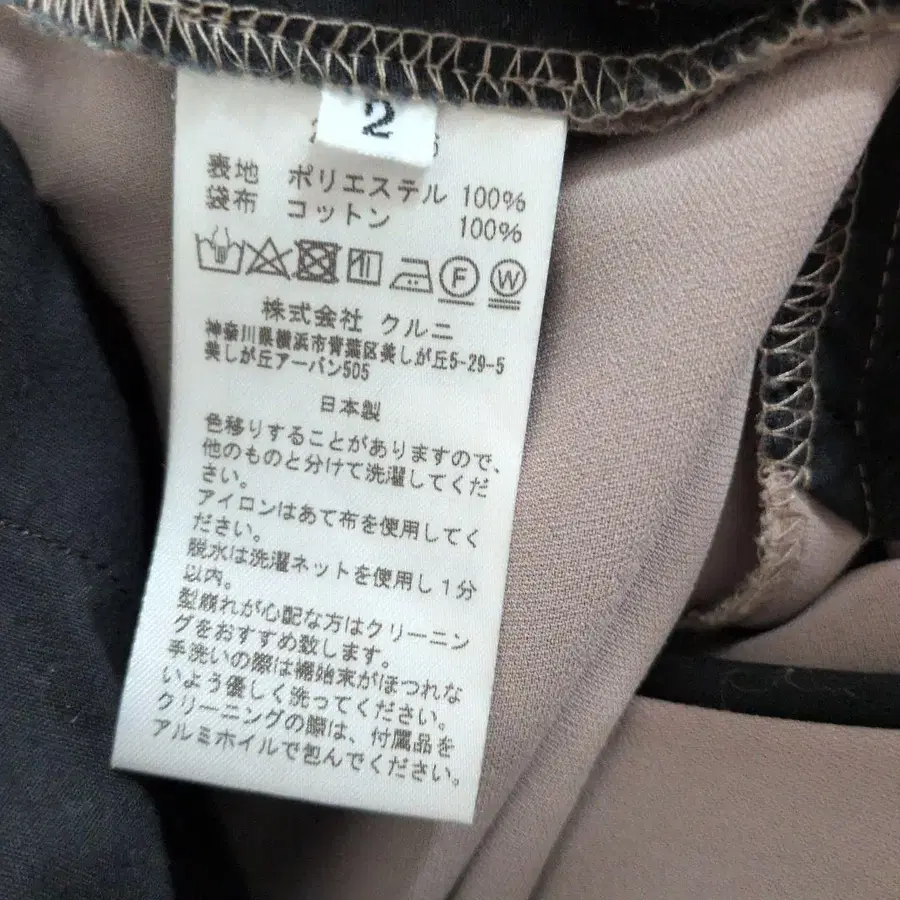 2
表地 ポリエステル 100%
袋布 コットン 100%
F W
株式会社 クルニ
神奈川県横浜市青葉区美しが丘5-29-5
美しが丘アーバン505
日本製
色移りすることがありますので、
他のものと分けて洗濯してくだ
さい。
アイロンはあて布を使用してく
ださい。
脱水は洗濯ネットを使用し1分
以内。
型崩れが心配な方はクリーニン
グをおすすめ致します。
手洗いの際は裾始末がほつれな
いよう優しく洗ってください。
クリーニングの際は、付属品を
アルミホイルで包んでください。